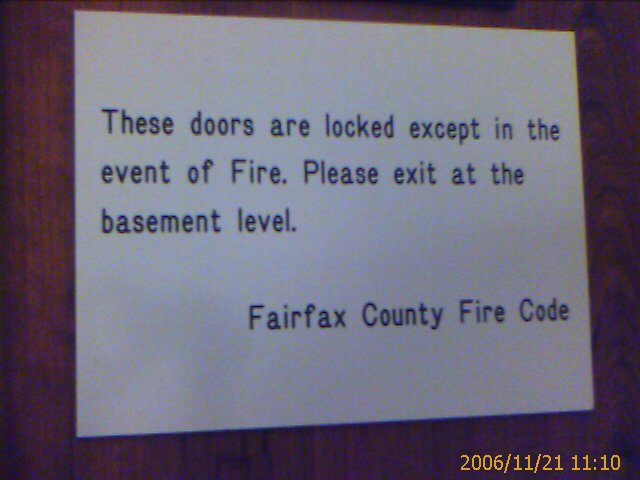 These doors are locked except in the
event of Fire. Please exit at the
basement level.
Fairfax County Fire Code
2006/11/21 11:10